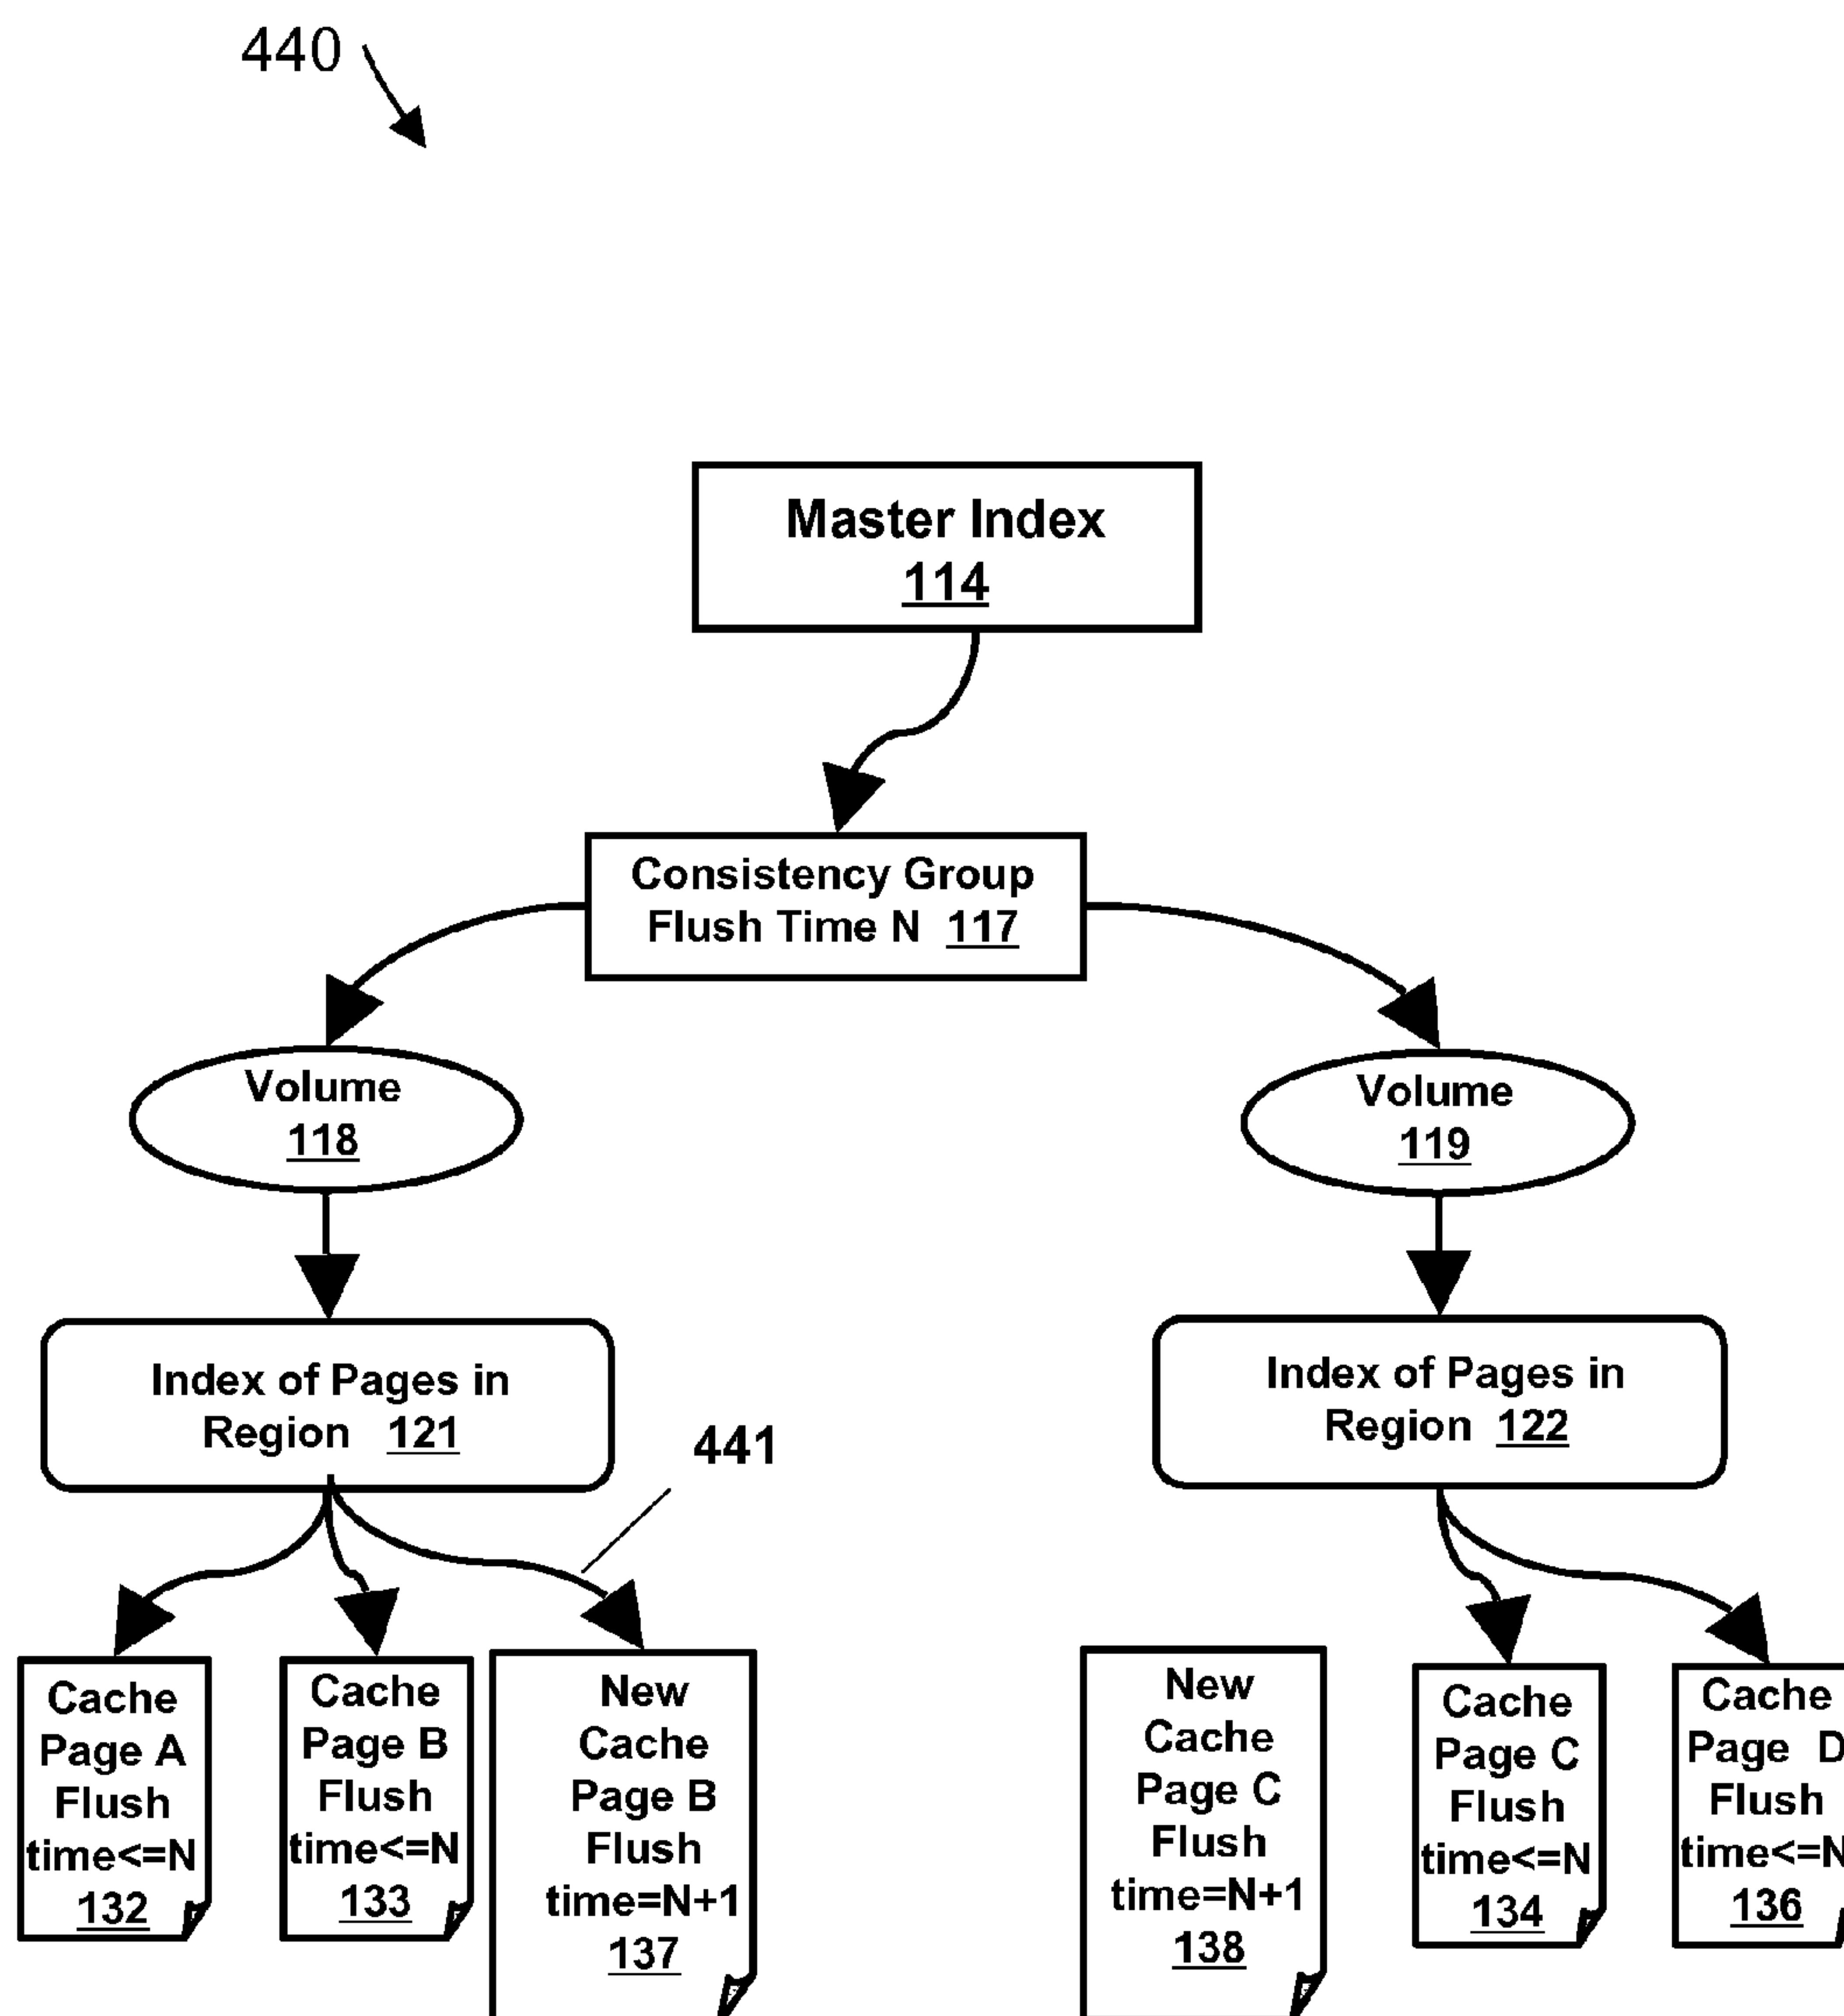 440
Master Index
114
Consistency Group
Flush Time N 117
Volume
118
Volume
119
Index of Pages in
Region 121
Index of Pages in
Region 122
441
Cache
Page A
Flush
time<=N
132
Cache
Page B
Flush
time<=N
133
New
Cache
Page B
Flush
time=N+1
137
New
Cache
Page C
Flush
time=N+1
138
Cache
Page C
Flush
time<=N
134
Cache
Page D
Flush
time<=N
136